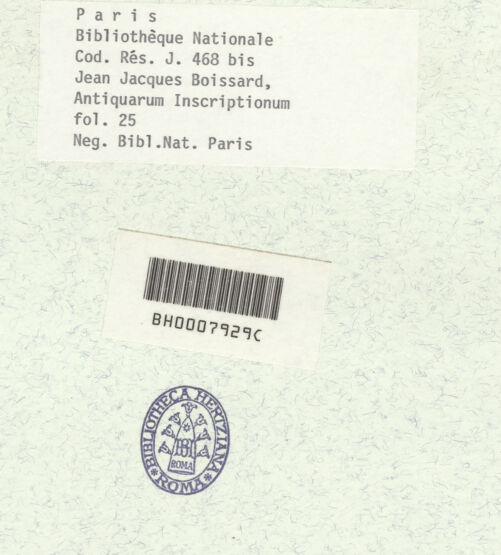 P a r i s
Bibliothèque Nationale
Cod. Rés. J. 468 bis
Jean Jacques Boissard,
Antiquarum Inscriptionum
fol. 25
Neg. Bibl.Nat. Paris
BH0007929C
BIBLIOTHECA HERTZIANA
ROMA
* ROMA *